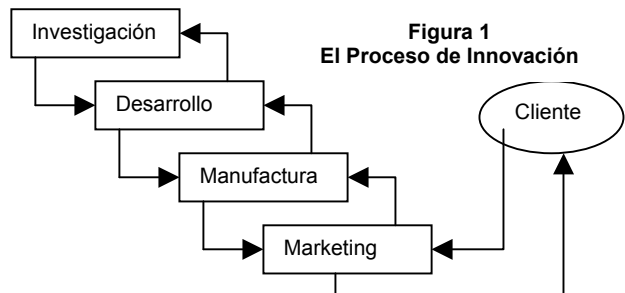 Figura 1
El Proceso de Innovación
Investigación
Desarrollo
Cliente
Manufactura
Marketing